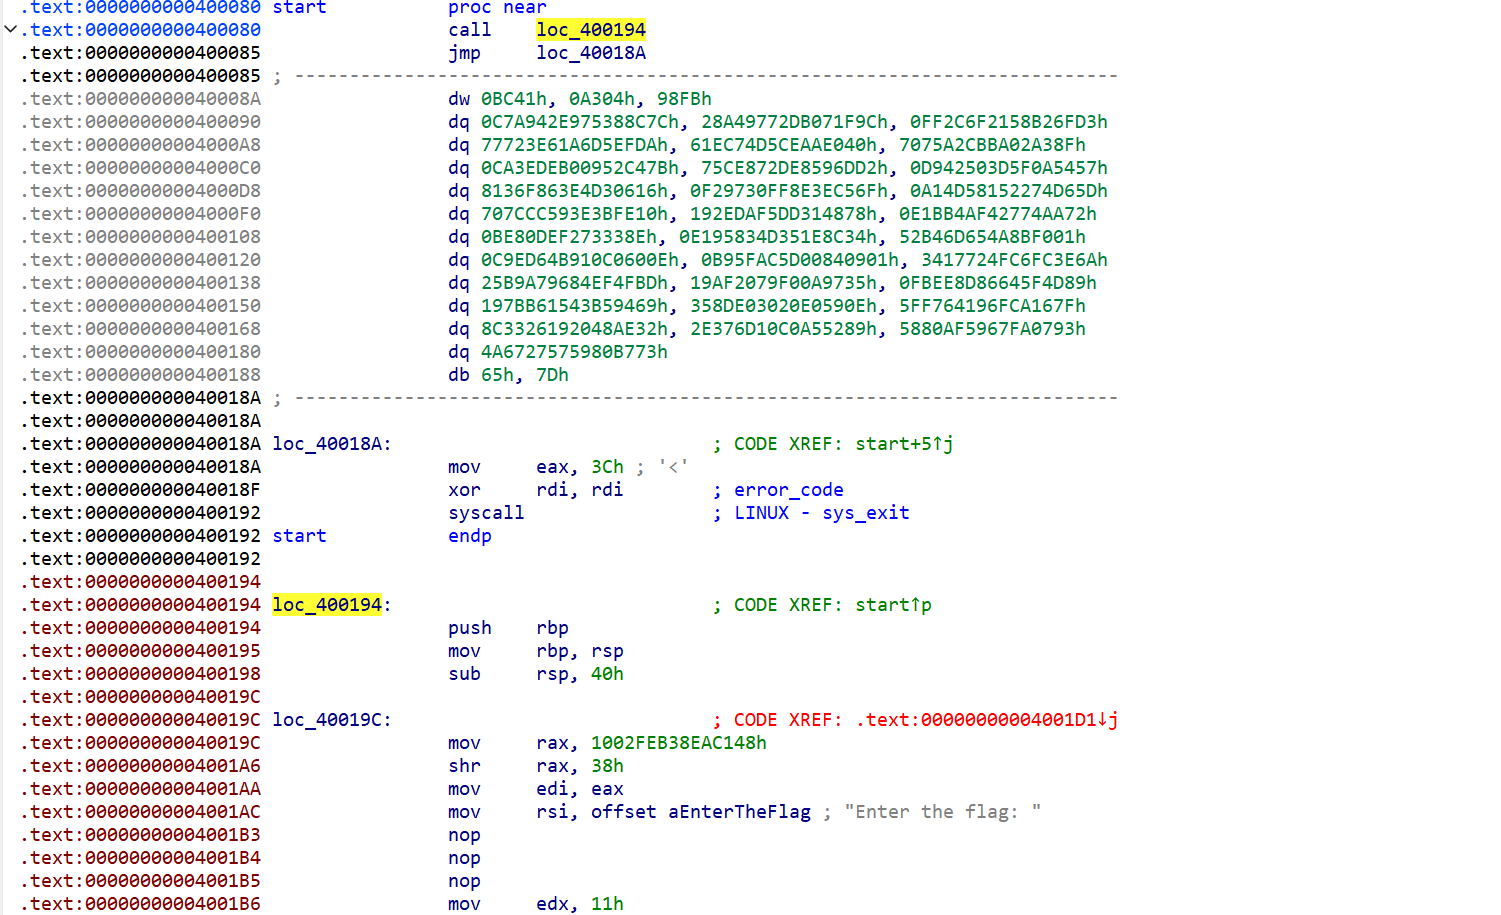 .text:0000000000400080 start           proc near
.text:0000000000400080                 call    loc_400194
.text:0000000000400085                 jmp     loc_40018A
.text:0000000000400085 ; ---------------------------------------------------------------------------
.text:000000000040008A                 dw 0BC41h, 0A304h, 98FBh
.text:0000000000400090                 dq 0C7A942E975388C7Ch, 28A49772DB071F9Ch, 0FF2C6F2158B26FD3h
.text:00000000004000A8                 dq 77723E61A6D5EFDAh, 61EC74D5CEAAE040h, 7075A2CBBA02A38Fh
.text:00000000004000C0                 dq 0CA3EDEB00952C47Bh, 75CE872DE8596DD2h, 0D942503D5F0A5457h
.text:00000000004000D8                 dq 8136F863E4D30616h, 0F29730FF8E3EC56Fh, 0A14D58152274D65Dh
.text:00000000004000F0                 dq 707CCC593E3BFE10h, 192EDAF5DD314878h, 0E1BB4AF42774AA72h
.text:0000000000400108                 dq 0BE80DEF273338Eh, 0E195834D351E8C34h, 52B46D654A8BF001h
.text:0000000000400120                 dq 0C9ED64B910C0600Eh, 0B95FAC5D00840901h, 3417724FC6FC3E6Ah
.text:0000000000400138                 dq 25B9A79684EF4FBDh, 19AF2079F00A9735h, 0FBEE8D86645F4D89h
.text:0000000000400150                 dq 197BB61543B59469h, 358DE03020E0590Eh, 5FF764196FCA167Fh
.text:0000000000400168                 dq 8C3326192048AE32h, 2E376D10C0A55289h, 5880AF5967FA0793h
.text:0000000000400180                 dq 4A6727575980B773h
.text:0000000000400188                 db 65h, 7Dh
.text:000000000040018A ; ---------------------------------------------------------------------------
.text:000000000040018A
.text:000000000040018A loc_40018A:                             ; CODE XREF: start+5↑j
.text:000000000040018A                 mov     eax, 3Ch ; '<'
.text:000000000040018F                 xor     rdi, rdi        ; error_code
.text:0000000000400192                 syscall                 ; LINUX - sys_exit
.text:0000000000400192 start           endp
.text:0000000000400192
.text:0000000000400194
.text:0000000000400194 loc_400194:                             ; CODE XREF: start↑p
.text:0000000000400194                 push    rbp
.text:0000000000400195                 mov     rbp, rsp
.text:0000000000400198                 sub     rsp, 40h
.text:000000000040019C
.text:000000000040019C loc_40019C:                             ; CODE XREF: .text:00000000004001D1↓j
.text:000000000040019C                 mov     rax, 1002FEB38EAC148h
.text:00000000004001A6                 shr     rax, 38h
.text:00000000004001AA                 mov     edi, eax
.text:00000000004001AC                 mov     rsi, offset aEnterTheFlag ; "Enter the flag: "
.text:00000000004001B3                 nop
.text:00000000004001B4                 nop
.text:00000000004001B5                 nop
.text:00000000004001B6                 mov     edx, 11h